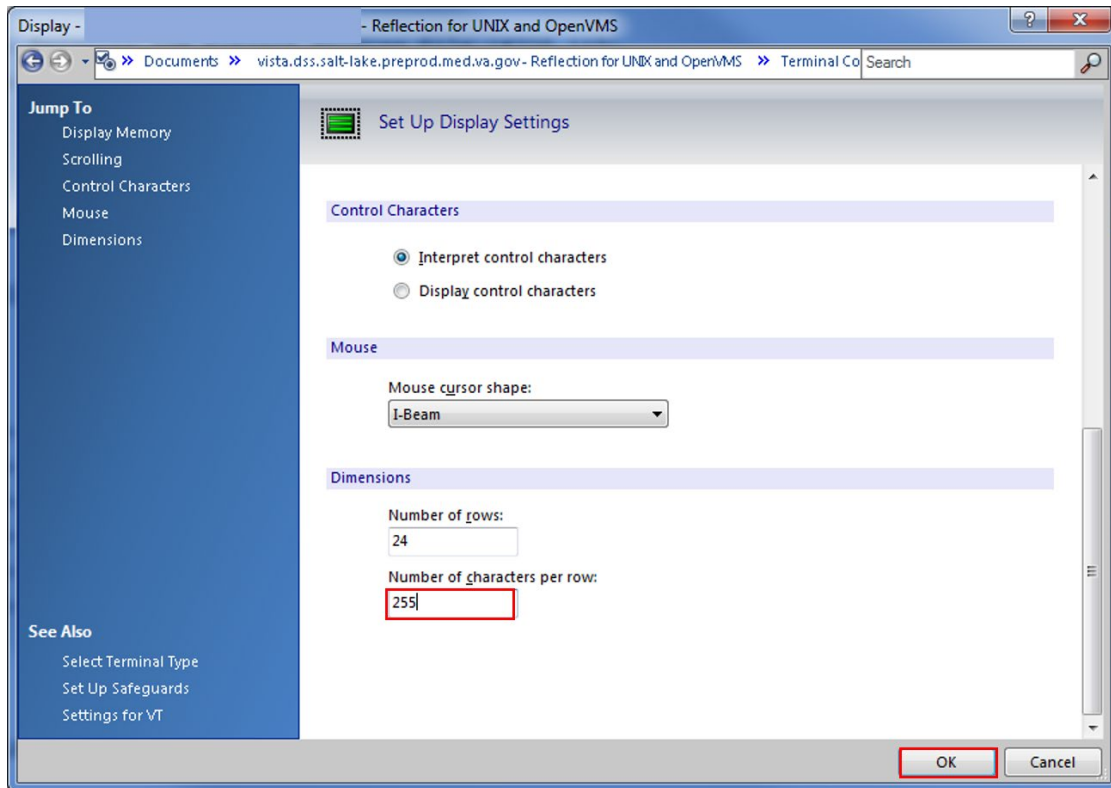 Display - - Reflection for UNIX and OpenVMS
Documents » vista.dss.salt-lake.preprod.med.va.gov - Reflection for UNIX and OpenVMS » Terminal Co Search
Jump To
Display Memory
Scrolling
Control Characters
Mouse
Dimensions
See Also
Select Terminal Type
Set Up Safeguards
Settings for VT
Set Up Display Settings
Control Characters
Interpret control characters
Display control characters
Mouse
Mouse cursor shape:
I-Beam
Dimensions
Number of rows:
24
Number of characters per row:
255
OK Cancel